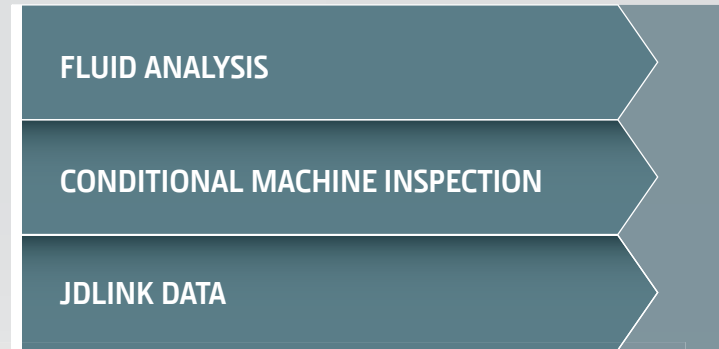 FLUID ANALYSIS
CONDITIONAL MACHINE INSPECTION
JDLINK DATA